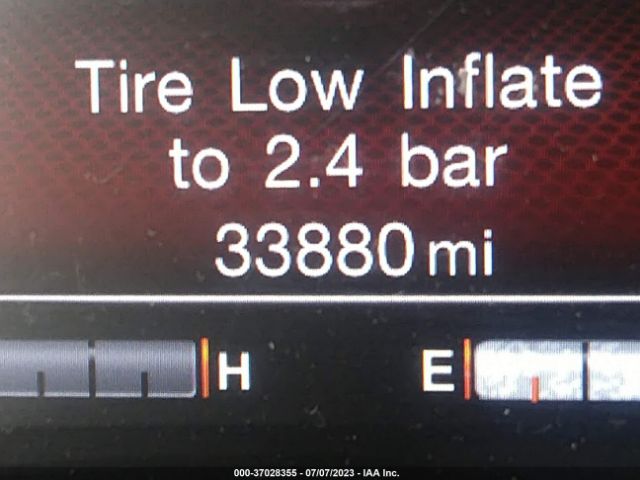 Tire Low Inflate
to 2.4 bar
33880 mi
H E
000-37028355 - 07/07/2023 - IAA Inc.